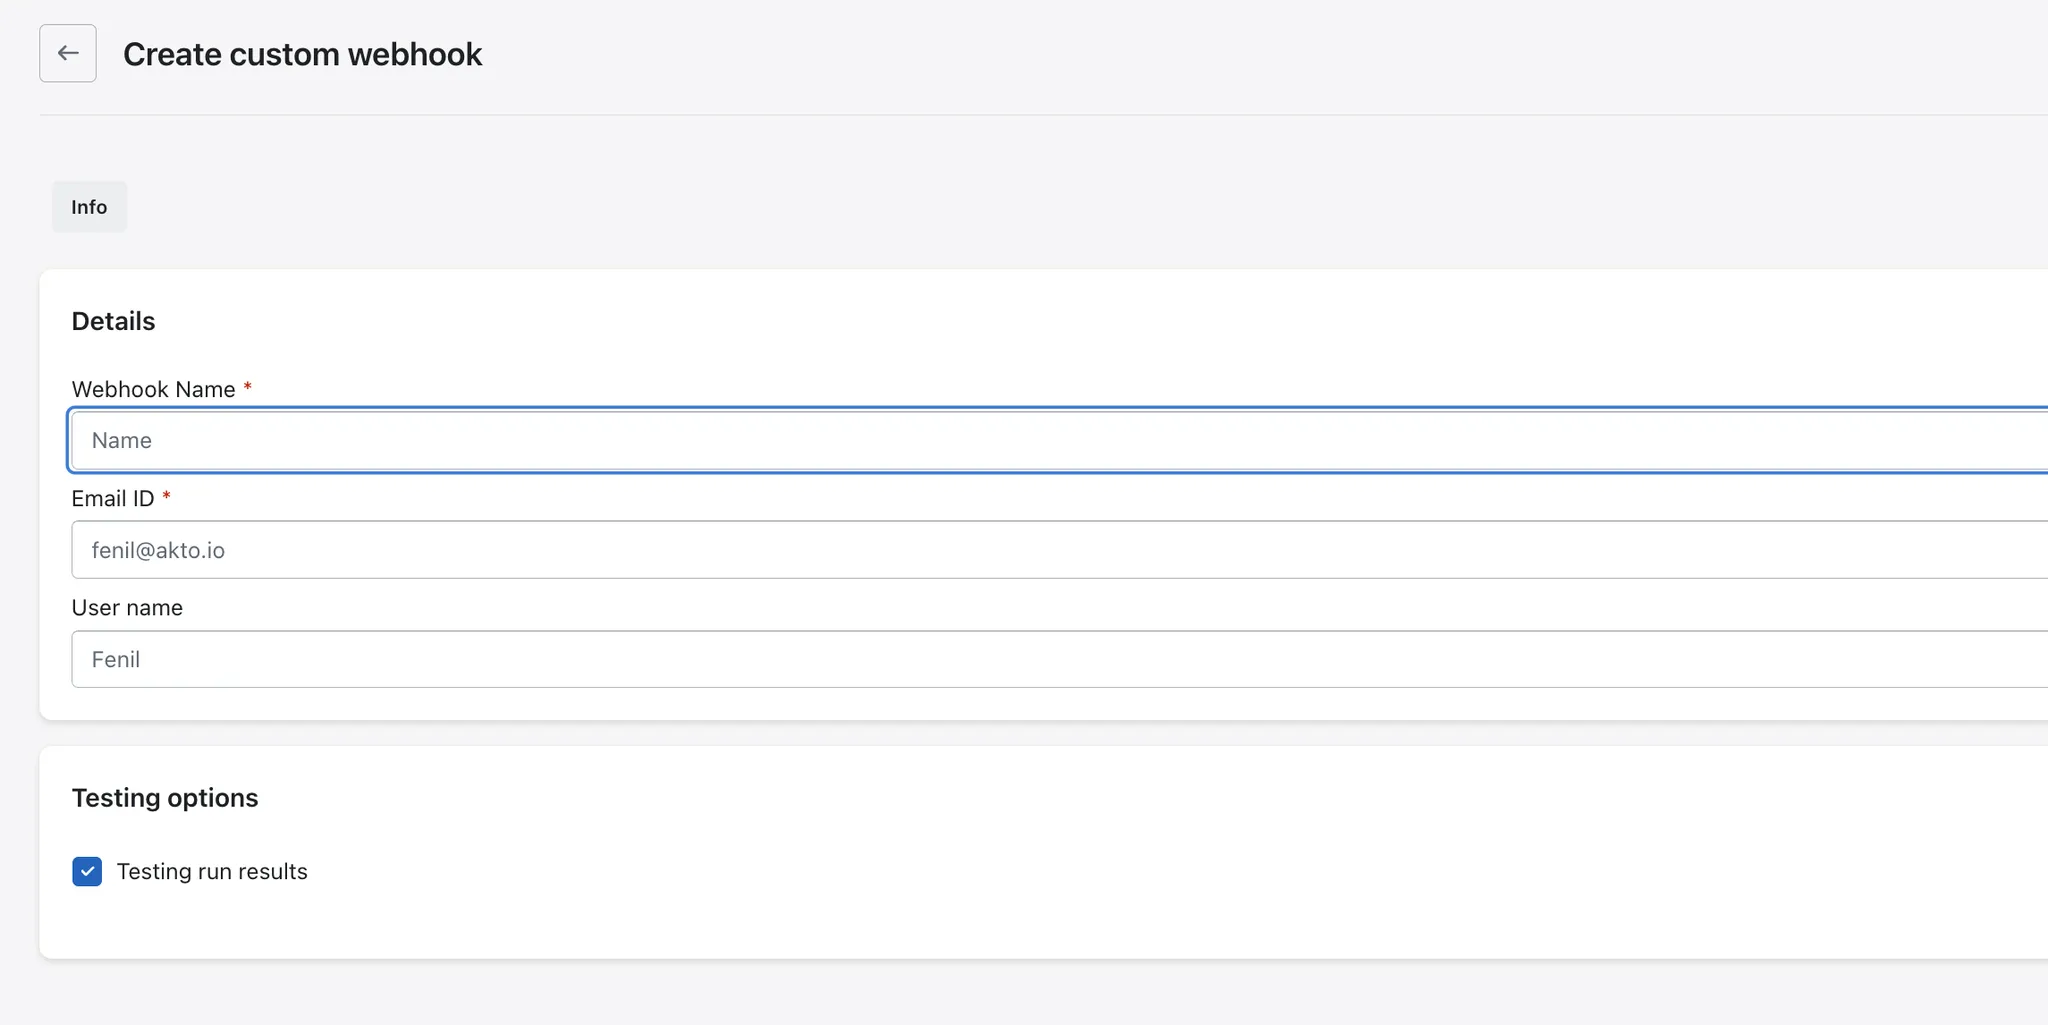 Create custom webhook
Info
Details
Webhook Name *
Name
Email ID *
fenil@akto.io
User name
Fenil
Testing options
Testing run results